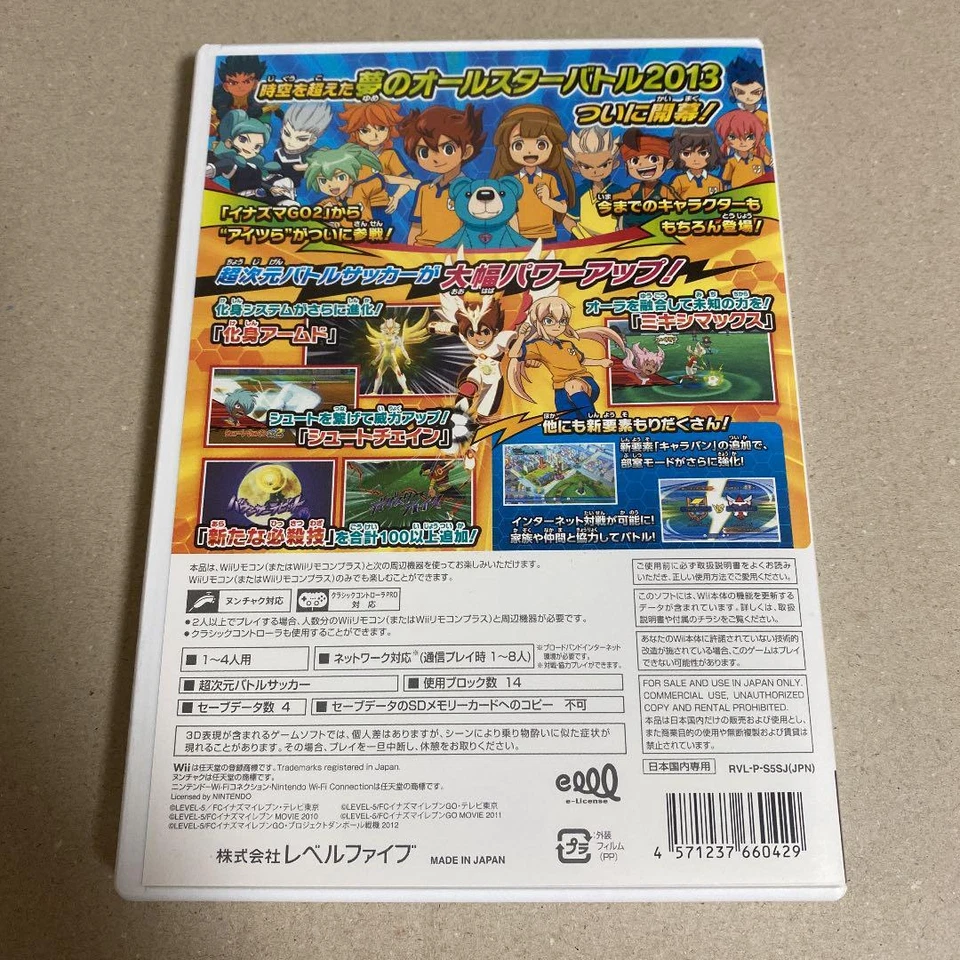 時空を超えた夢のオールスターバトル2013
ついに開幕!
「イナズマGO2」から
"アイツら"がついに参戦!
今までのキャラクターも
もちろん登場!
超次元バトルサッカーが大幅パワーアップ!
化身システムがさらに進化!
「化身アームド」
オーラを融合して未知の力を!
「ミキシマックス」
シュートを繋げて威力アップ!
「シュートチェイン」
他にも新要素もりだくさん!
新要素「キャラバン」の追加で、
部室モードがさらに強化!
「新たな必殺技」を合計100以上追加!
インターネット対戦が可能に!
家族や仲間と協力してバトル!
本品は、Wiiリモコン(またはWiiリモコンプラス)と次の周辺機器を使ってお楽しみいただけます。
Wiiリモコン(またはWiiリモコンプラス)のみでも楽しむことができます。
ヌンチャク対応
クラシックコントローラPRO
対応
●2人以上でプレイする場合、人数分のWiiリモコン(またはWiiリモコンプラス)と周辺機器が必要です。
●クラシックコントローラも使用することができます。
■1~4人用
■ネットワーク対応※(通信プレイ時 1~8人)
※ブロードバンドインターネット
環境が必要です。
※対戦・協力プレイができます。
■超次元バトルサッカー
■使用ブロック数 14
■セーブデータ数 4
■セーブデータのSDメモリーカードへのコピー 不可
3D表現が含まれるゲームソフトでは、個人差はありますが、シーンにより乗り物酔いに似た症状が
現れることがあります。その場合、プレイを一旦中断し、休憩をお取りください。
ご使用前に必ず取扱説明書をよくお読み
いただき、正しい使用方法でご愛用ください。
このソフトには、Wii本体の機能を更新する
データが含まれています。詳しくは、取扱
説明書や付属のチラシをご覧ください。
あなたのWii本体に許諾されていない技術的
改造が施されている場合、このゲームはプレイ
できない可能性があります。
FOR SALE AND USE IN JAPAN ONLY.
COMMERCIAL USE, UNAUTHORIZED
COPY AND RENTAL PROHIBITED.
本品は日本国内だけの販売および使用とし、
また商業目的の使用や無断複製および賃貸は
禁止されています。
日本国内専用
RVL-P-S5SJ(JPN)
Wiiは任天堂の登録商標です。Trademarks registered in Japan.
ヌンチャクは任天堂の商標です。
ニンテンドーWi-Fiコネクション・Nintendo Wi-Fi Connectionは任天堂の商標です。
Licensed by NINTENDO
©LEVEL-5/FCイナズマイレブン・テレビ東京
©LEVEL-5/FCイナズマイレブンGO・テレビ東京
©LEVEL-5/FCイナズマイレブン MOVIE 2010
©LEVEL-5/FCイナズマイレブンGO MOVIE 2011
©LEVEL-5/FCイナズマイレブンGO・プロジェクトダンボール戦機 2012
e-License
株式会社レベルファイブ
MADE IN JAPAN
プラ
外装
フィルム
(PP)
4 571237 660429